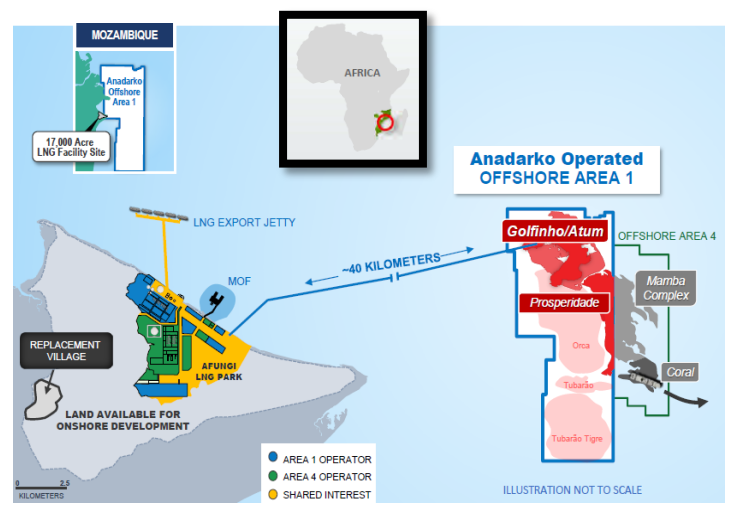 MOZAMBIQUE
Anadarko
Offshore
Area 1
17,000 Acre
LNG Facility Site
AFRICA
Anadarko Operated
OFFSHORE AREA 1
LNG EXPORT JETTY
MOF
~40 KILOMETERS
Golfinho/Atum
OFFSHORE AREA 4
Mamba
Complex
Prosperidade
Orca
Coral
Tubarão
Tubarão Tigre
REPLACEMENT
VILLAGE
AFUNGI
LNG PARK
LAND AVAILABLE FOR
ONSHORE DEVELOPMENT
AREA 1 OPERATOR
AREA 4 OPERATOR
SHARED INTEREST
0 2.5
KILOMETERS
ILLUSTRATION NOT TO SCALE